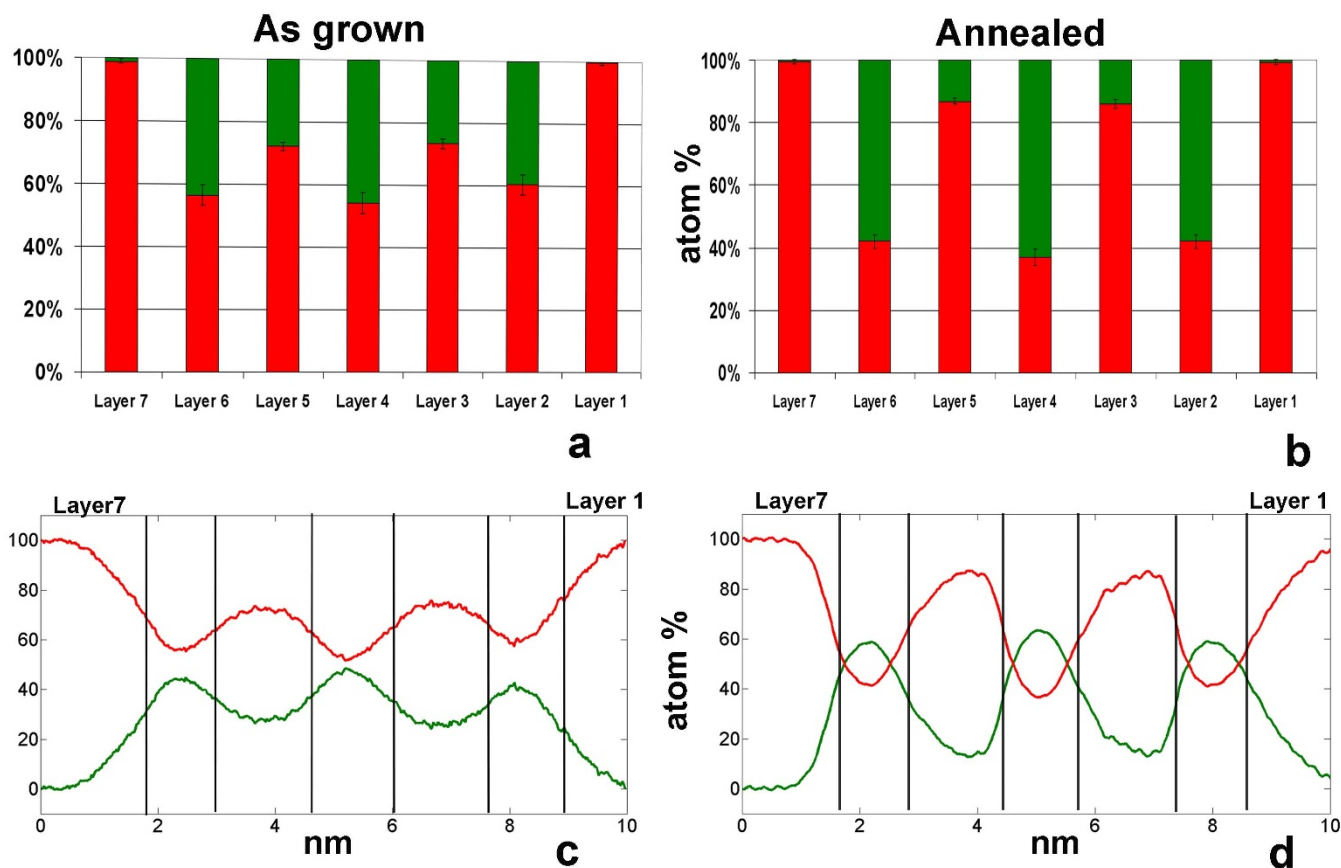 As grown
100%
80%
60%
40%
20%
0%
Layer 7 Layer 6 Layer 5 Layer 4 Layer 3 Layer 2 Layer 1
a
Annealed
atom %
100%
80%
60%
40%
20%
0%
Layer 7 Layer 6 Layer 5 Layer 4 Layer 3 Layer 2 Layer 1
b
Layer7 Layer 1
100
80
60
40
20
0
0 2 4 6 8 10
nm
c
Layer7 Layer 1
atom %
100
80
60
40
20
0
0 2 4 6 8 10
nm
d